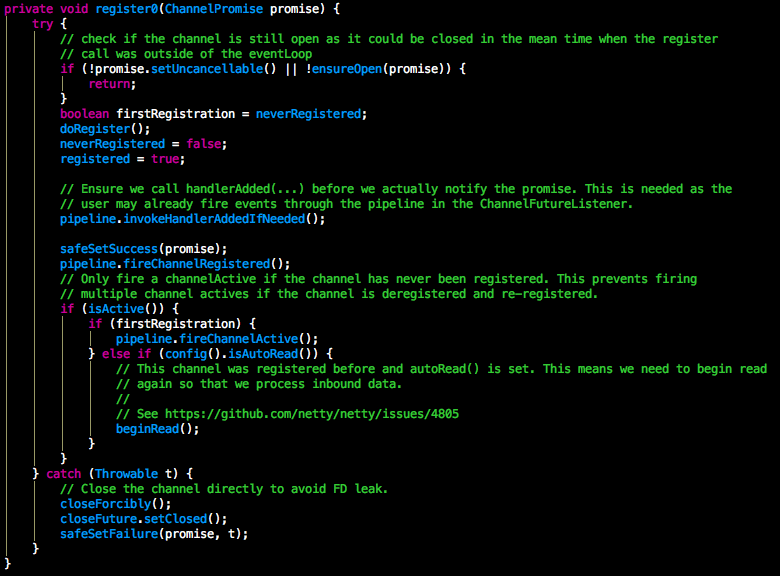 private void register0(ChannelPromise promise) {
    try {
        // check if the channel is still open as it could be closed in the mean time when the register
        // call was outside of the eventLoop
        if (!promise.setUncancellable() || !ensureOpen(promise)) {
            return;
        }
        boolean firstRegistration = neverRegistered;
        doRegister();
        neverRegistered = false;
        registered = true;

        // Ensure we call handlerAdded(...) before we actually notify the promise. This is needed as the
        // user may already fire events through the pipeline in the ChannelFutureListener.
        pipeline.invokeHandlerAddedIfNeeded();

        safeSetSuccess(promise);
        pipeline.fireChannelRegistered();
        // Only fire a channelActive if the channel has never been registered. This prevents firing
        // multiple channel actives if the channel is deregistered and re-registered.
        if (isActive()) {
            if (firstRegistration) {
                pipeline.fireChannelActive();
            } else if (config().isAutoRead()) {
                // This channel was registered before and autoRead() is set. This means we need to begin read
                // again so that we process inbound data.
                //
                // See https://github.com/netty/netty/issues/4805
                beginRead();
            }
        }
    } catch (Throwable t) {
        // Close the channel directly to avoid FD leak.
        closeForcibly();
        closeFuture.setClosed();
        safeSetFailure(promise, t);
    }
}